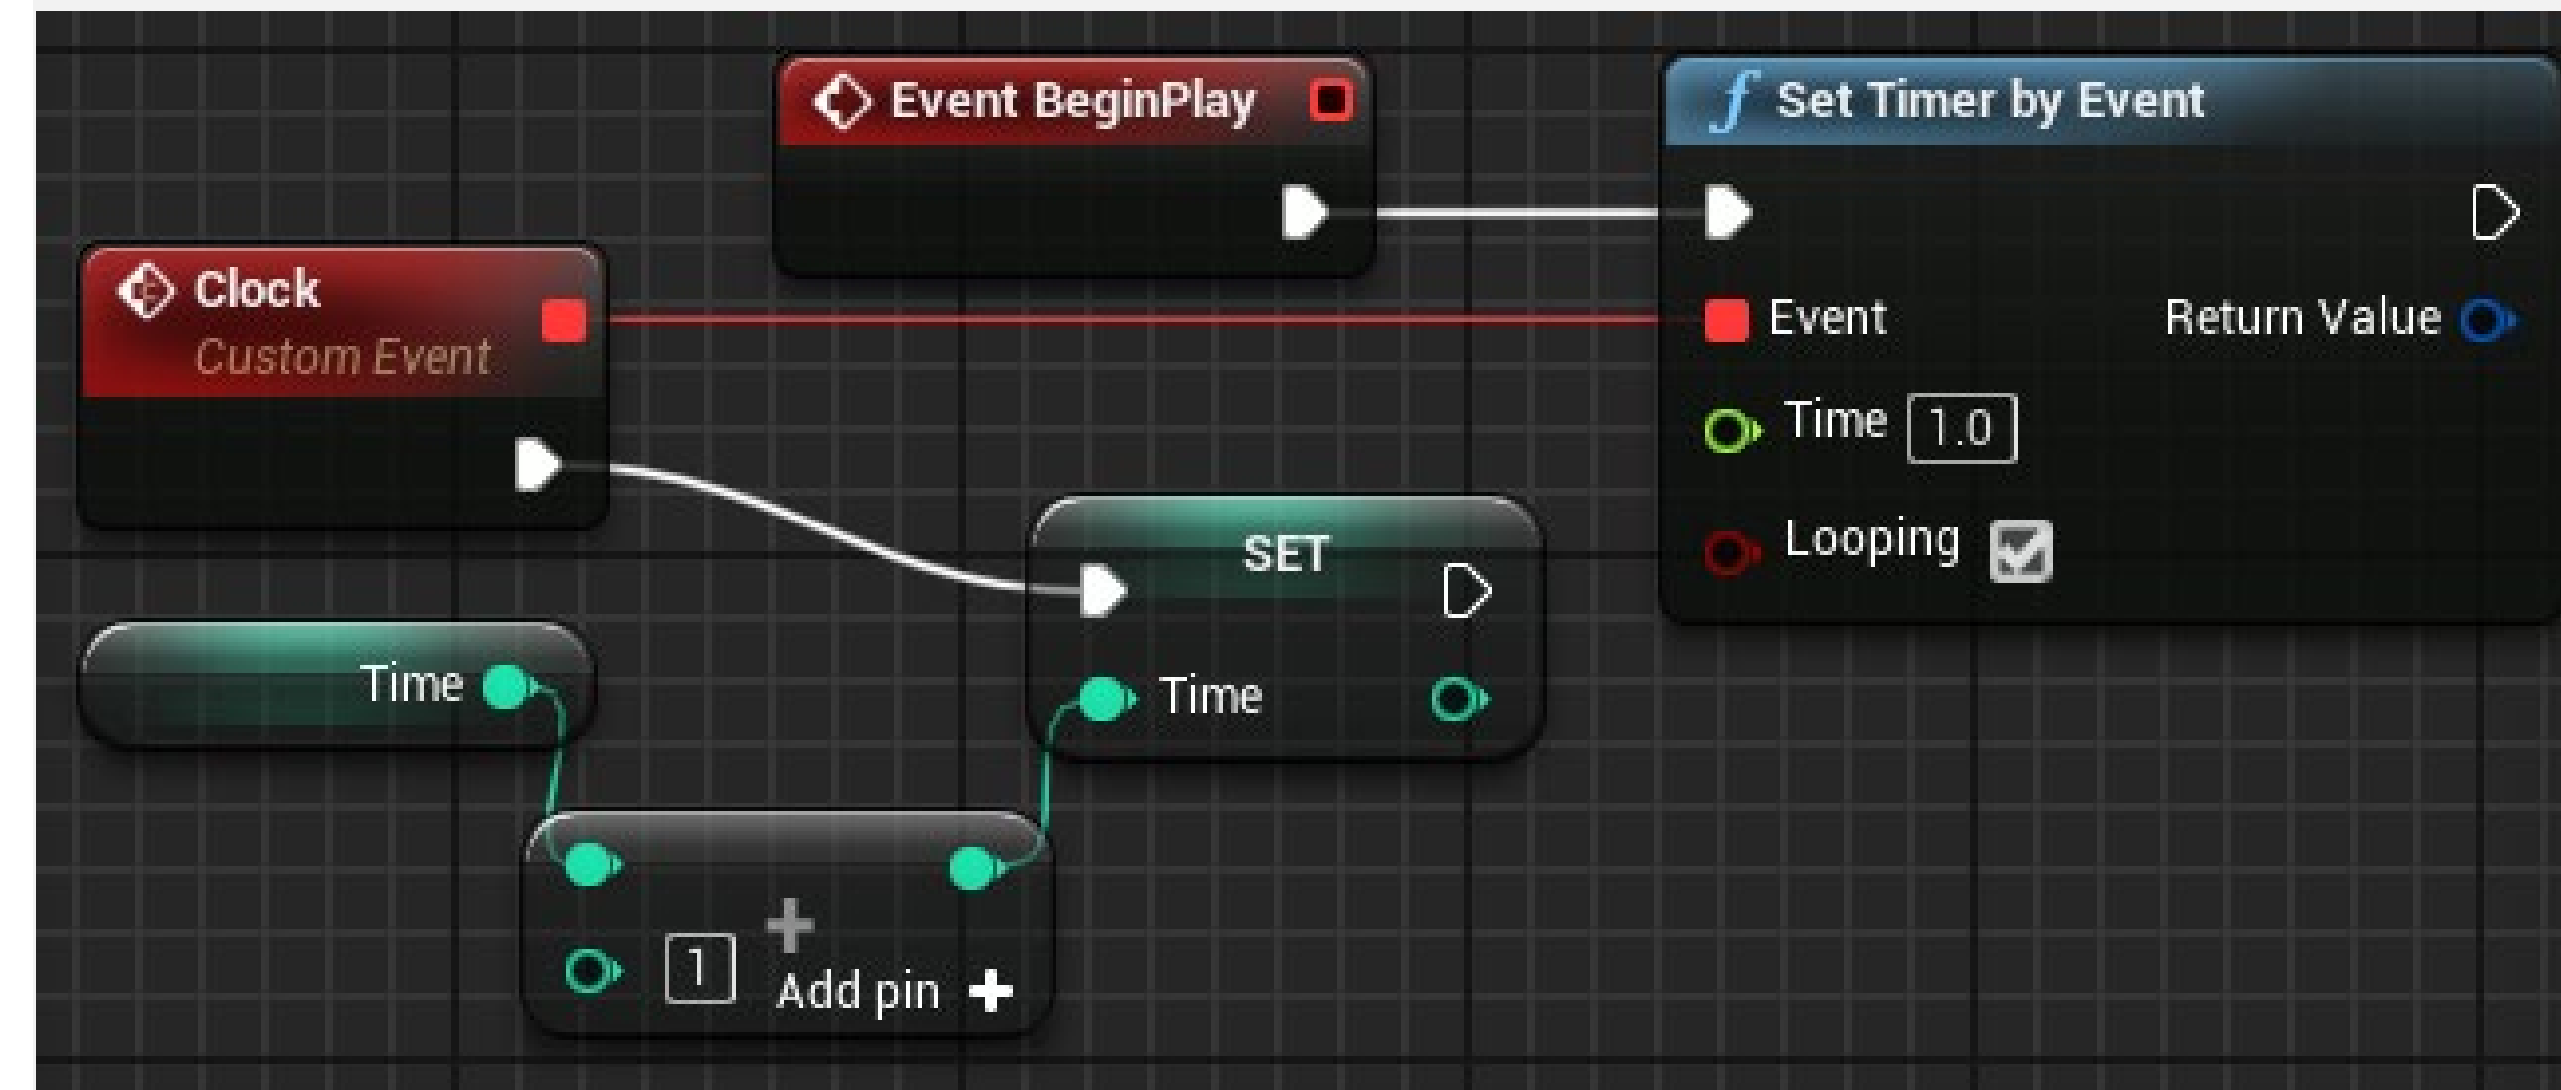 Event BeginPlay
Set Timer by Event
Clock
Custom Event
Event
Return Value
Time 1.0
Looping
SET
Time
Time
1
Add pin